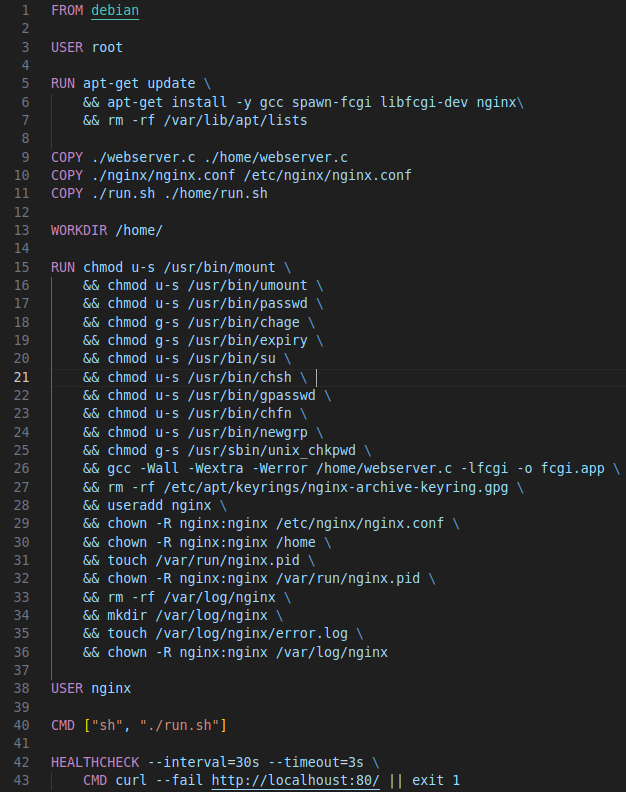 1 FROM debian
2
3 USER root
4
5 RUN apt-get update \
6 && apt-get install -y gcc spawn-fcgi libfcgi-dev nginx\
7 && rm -rf /var/lib/apt/lists
8
9 COPY ./webserver.c ./home/webserver.c
10 COPY ./nginx/nginx.conf /etc/nginx/nginx.conf
11 COPY ./run.sh ./home/run.sh
12
13 WORKDIR /home/
14
15 RUN chmod u-s /usr/bin/mount \
16 && chmod u-s /usr/bin/umount \
17 && chmod u-s /usr/bin/passwd \
18 && chmod g-s /usr/bin/chage \
19 && chmod g-s /usr/bin/expiry \
20 && chmod u-s /usr/bin/su \
21 && chmod u-s /usr/bin/chsh \
22 && chmod u-s /usr/bin/gpasswd \
23 && chmod u-s /usr/bin/chfn \
24 && chmod u-s /usr/bin/newgrp \
25 && chmod g-s /usr/sbin/unix_chkpwd \
26 && gcc -Wall -Wextra -Werror /home/webserver.c -lfcgi -o fcgi.app \
27 && rm -rf /etc/apt/keyrings/nginx-archive-keyring.gpg \
28 && useradd nginx \
29 && chown -R nginx:nginx /etc/nginx/nginx.conf \
30 && chown -R nginx:nginx /home \
31 && touch /var/run/nginx.pid \
32 && chown -R nginx:nginx /var/run/nginx.pid \
33 && rm -rf /var/log/nginx \
34 && mkdir /var/log/nginx \
35 && touch /var/log/nginx/error.log \
36 && chown -R nginx:nginx /var/log/nginx
37
38 USER nginx
39
40 CMD ["sh", "./run.sh"]
41
42 HEALTHCHECK --interval=30s --timeout=3s \
43 CMD curl --fail http://localhoust:80/ || exit 1